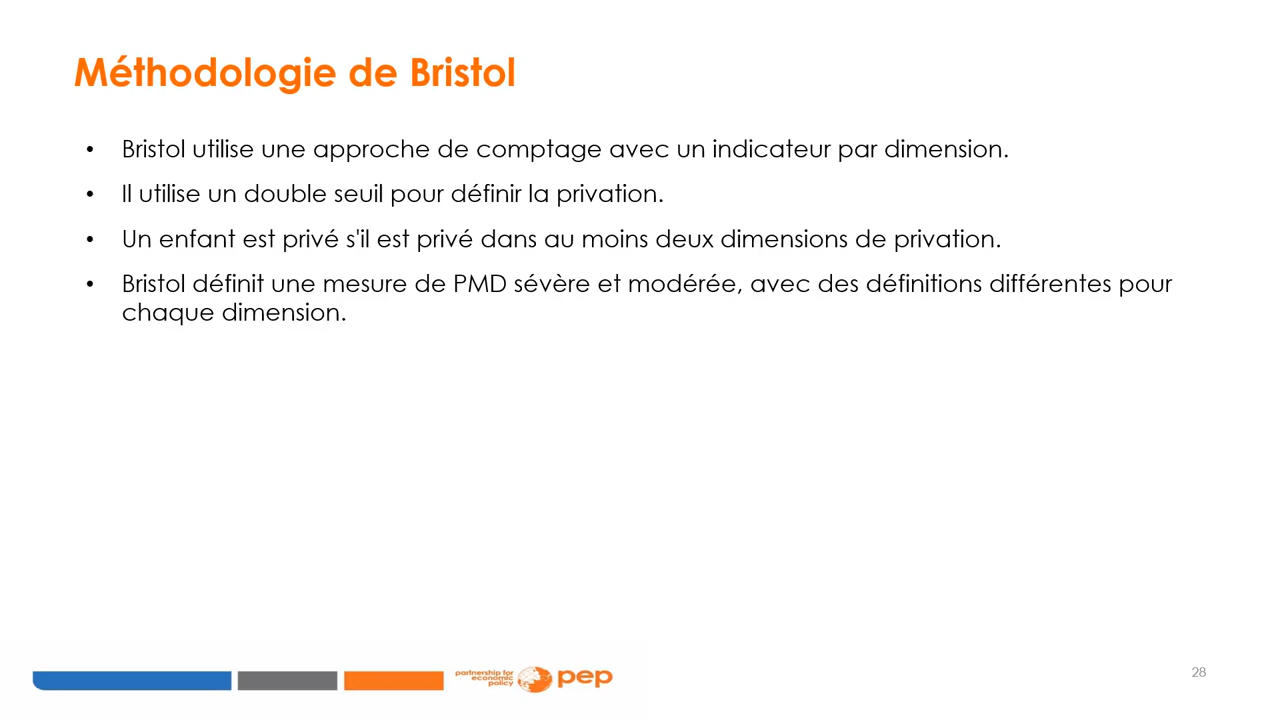 Méthodologie de Bristol
• Bristol utilise une approche de comptage avec un indicateur par dimension.
• Il utilise un double seuil pour définir la privation.
• Un enfant est privé s'il est privé dans au moins deux dimensions de privation.
• Bristol définit une mesure de PMD sévère et modérée, avec des définitions différentes pour
chaque dimension.
partnership for
economic
policy
pep
28